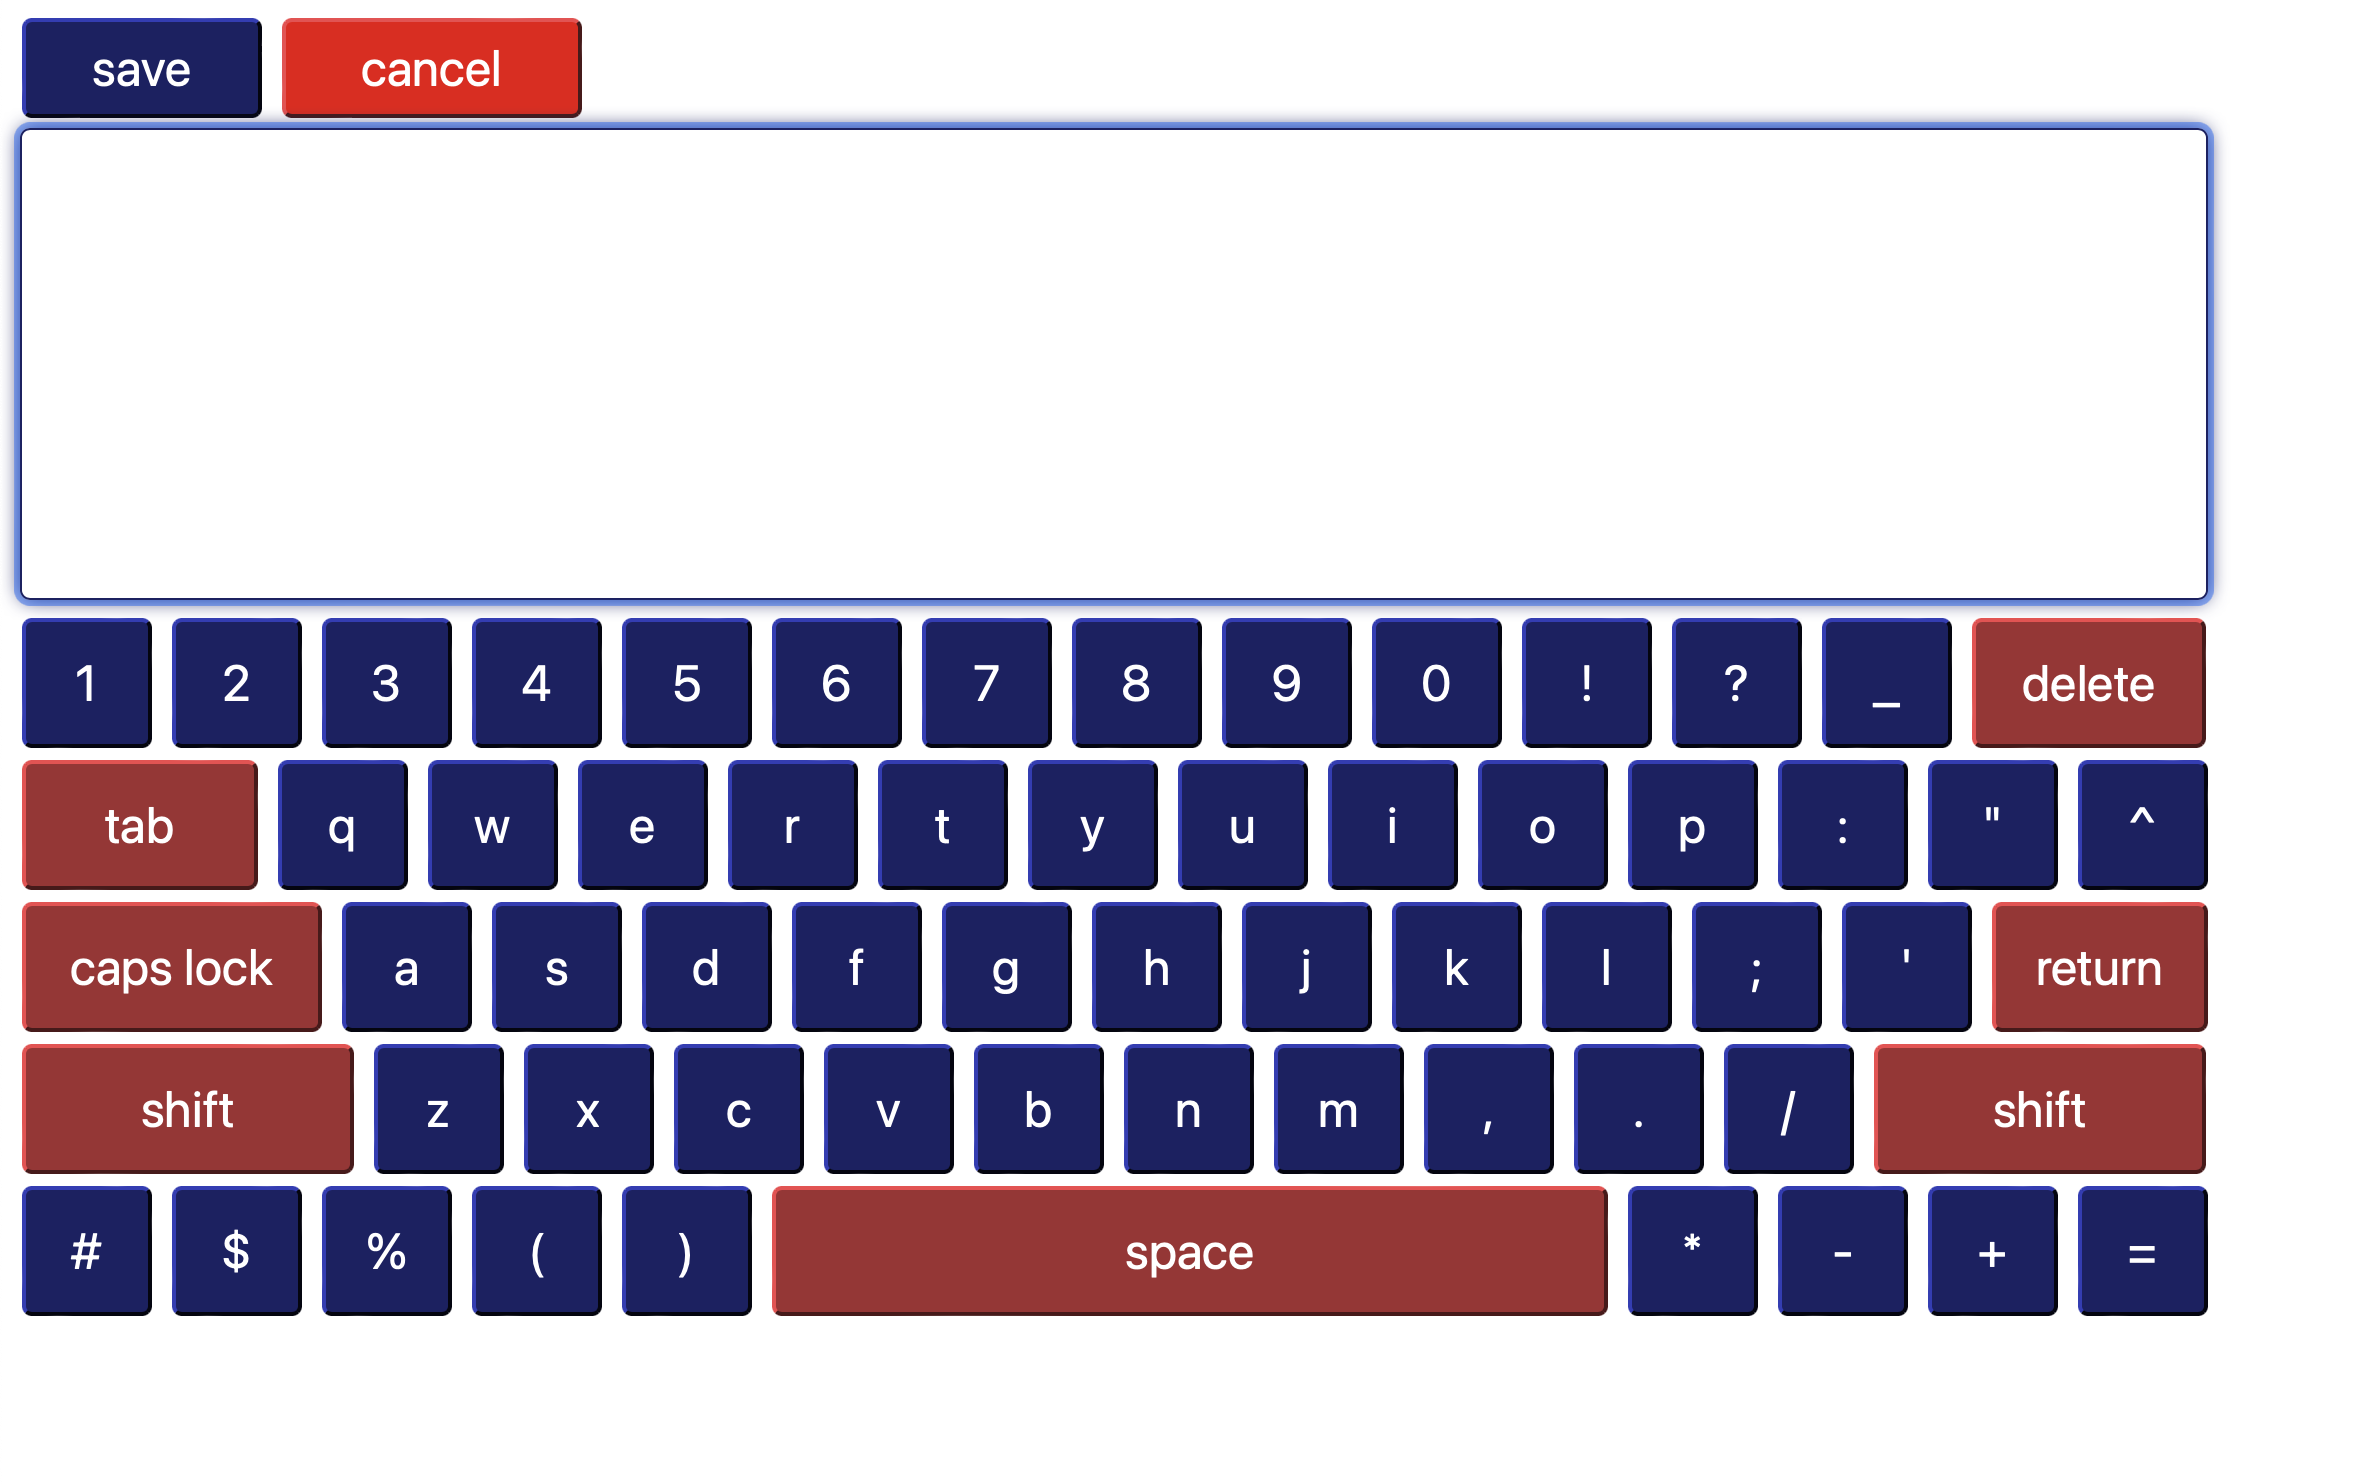 save cancel
1 2 3 4 5 6 7 8 9 0 ! ? _ delete
tab q w e r t y u i o p : " ^
caps lock a s d f g h j k l ; ' return
shift z x c v b n m , . / shift
# $ % ( ) space * - + =